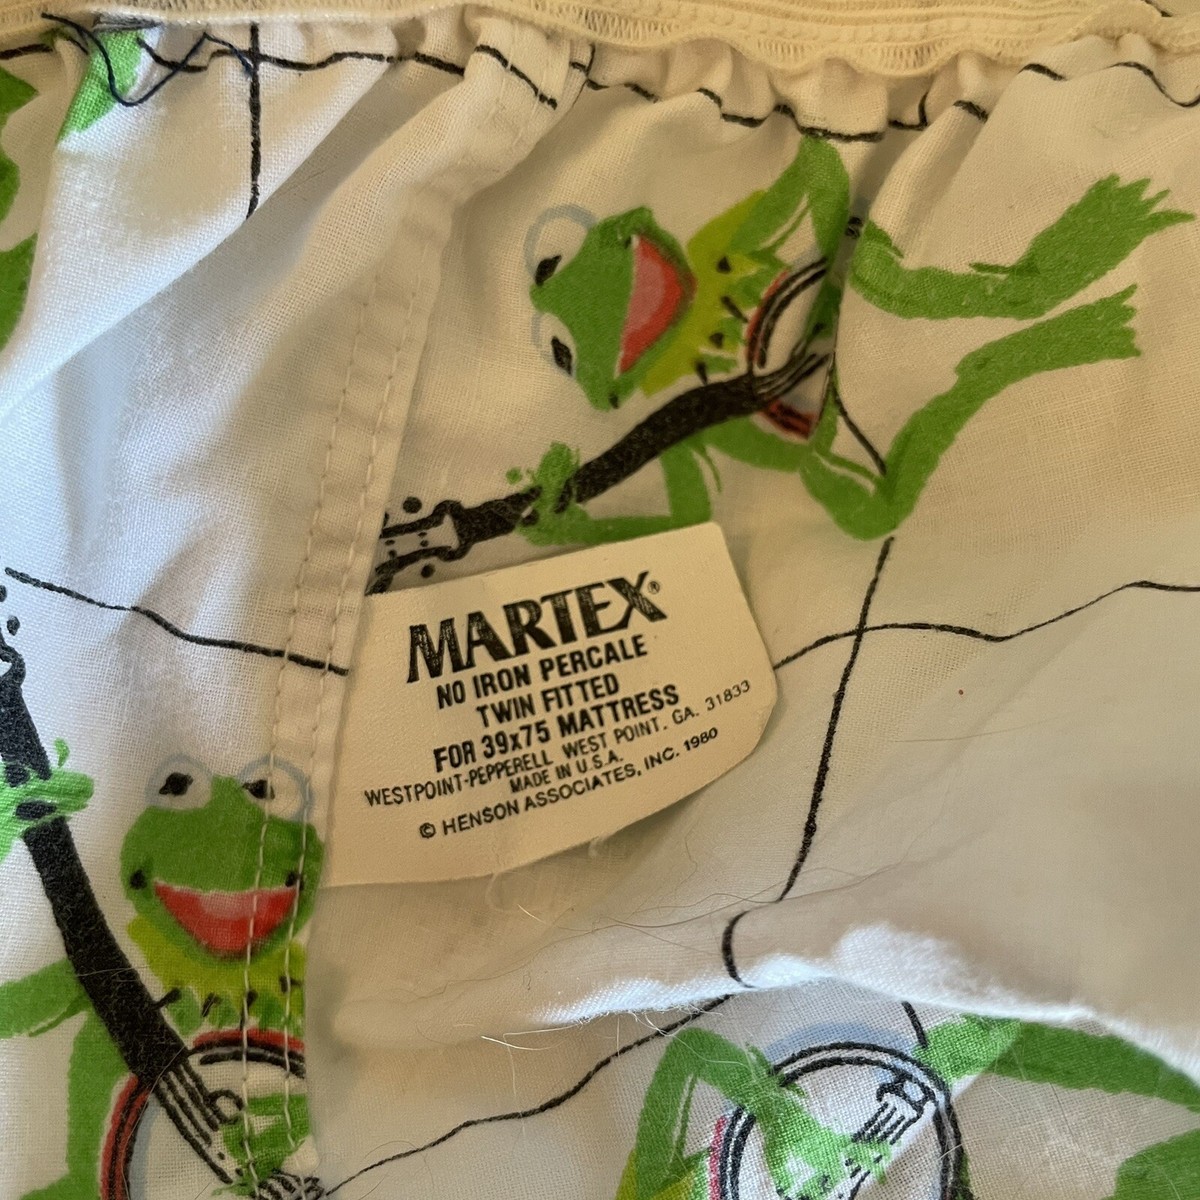 MARTEX®
NO IRON PERCALE
TWIN FITTED
FOR 39x75 MATTRESS
WESTPOINT-PEPPERELL WEST POINT. GA. 31833
MADE IN U.S.A.
© HENSON ASSOCIATES, INC. 1980